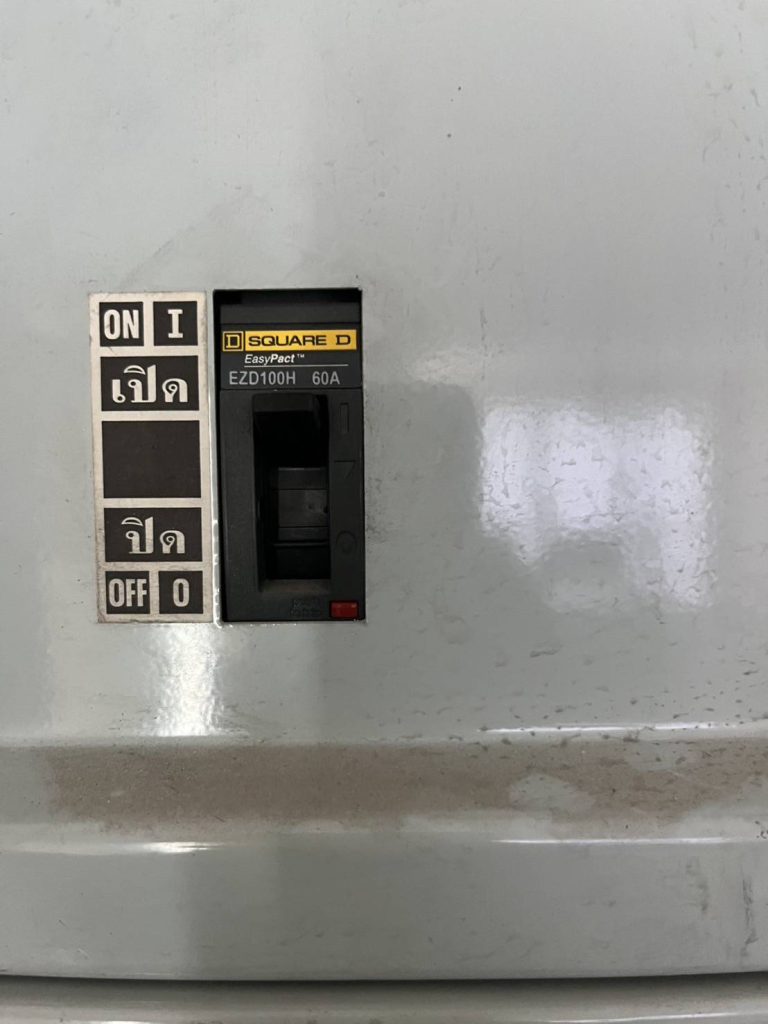 ON I
เปิด
ปิด
OFF O
SQUARE D
EasyPact™
EZD100H 60A
I
O